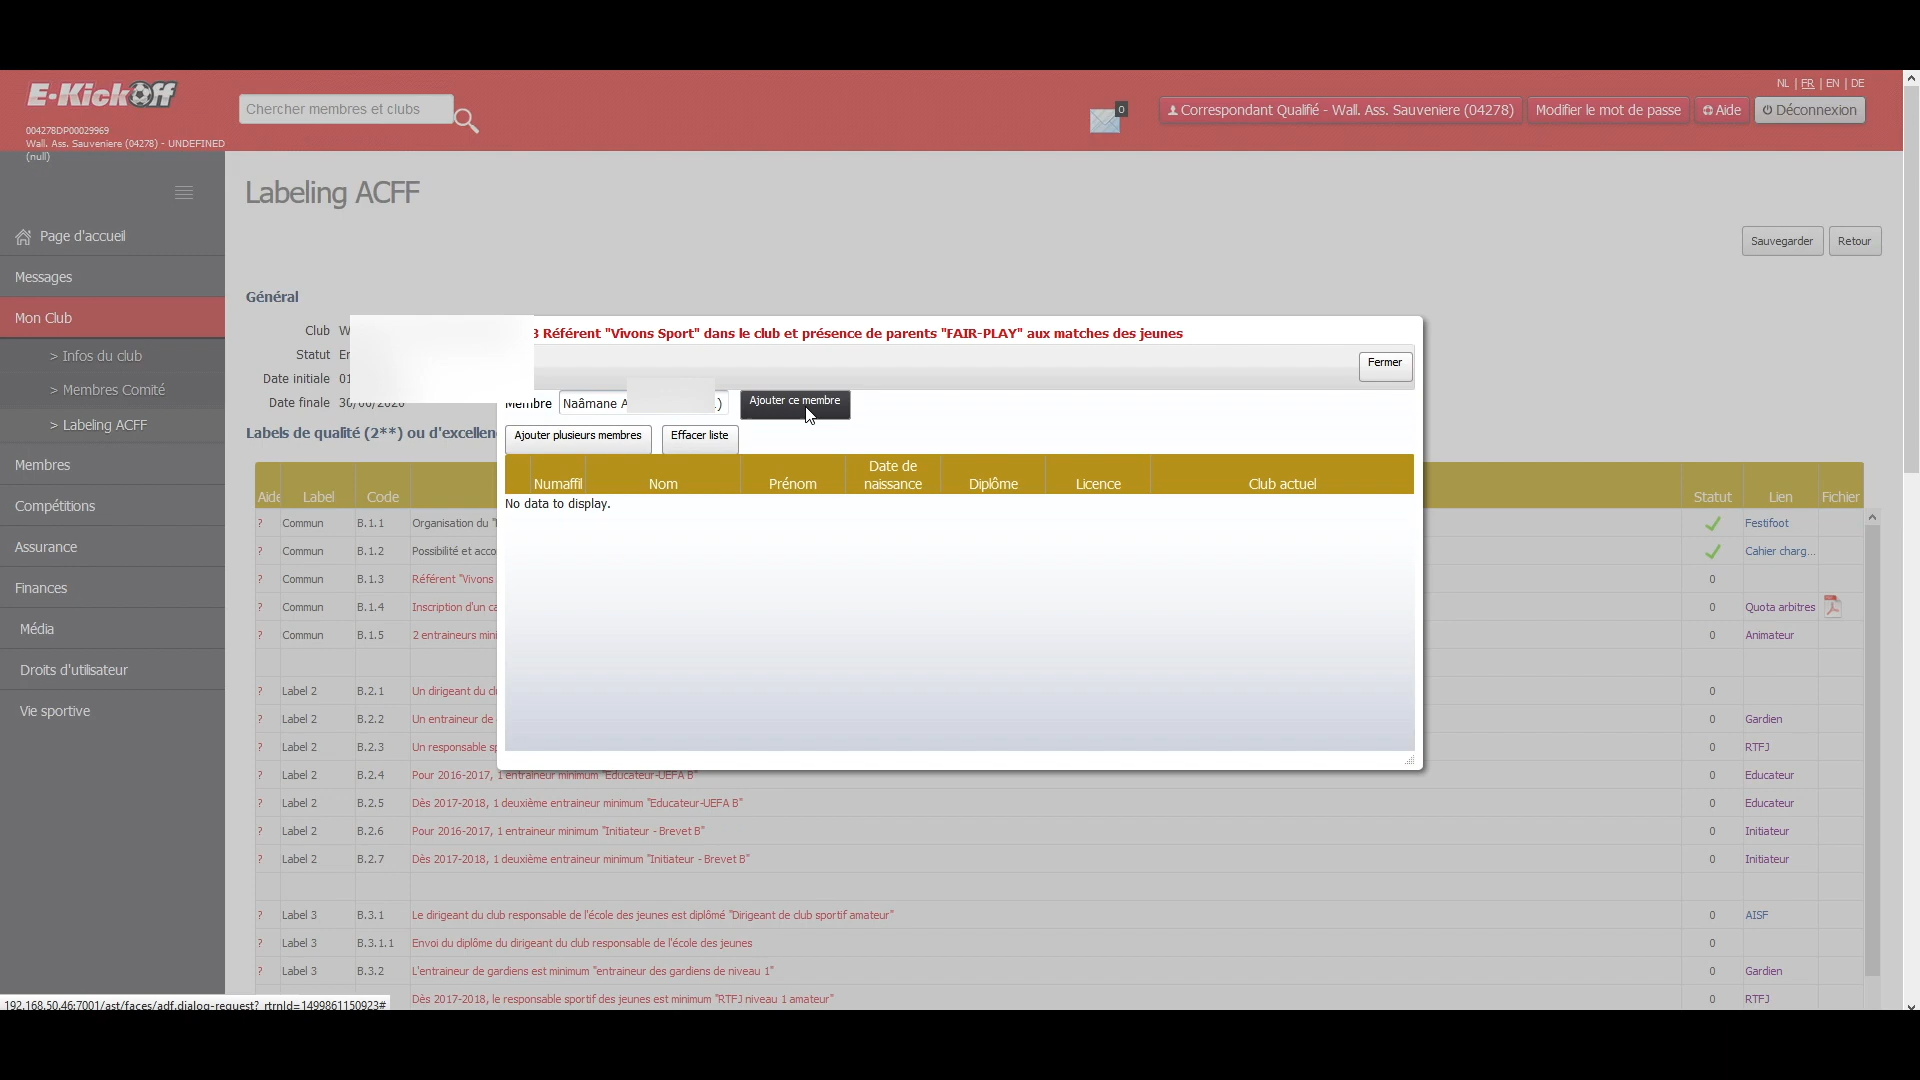 E-Kickoff
004278DP00029969
Wall. Ass. Sauveniere (04278) - UNDEFINED
(null)
Chercher membres et clubs
0
NL | FR | EN | DE
Correspondant Qualifié - Wall. Ass. Sauveniere (04278)
Modifier le mot de passe
Aide
Déconnexion
Page d'accueil
Messages
Mon Club
> Infos du club
> Membres Comité
> Labeling ACFF
Membres
Compétitions
Assurance
Finances
Média
Droits d'utilisateur
Vie sportive
Labeling ACFF
Sauvegarder
Retour
Général
Club
Statut
Date initiale
Date finale
Labels de qualité (2**) ou d'excellen
3 Référent "Vivons Sport" dans le club et présence de parents "FAIR-PLAY" aux matches des jeunes
Fermer
Membre Naâmane A
Ajouter ce membre
Ajouter plusieurs membres
Effacer liste
Numaffil Nom Prénom Date de naissance Diplôme Licence Club actuel
No data to display.
Aide Label Code Statut Lien Fichier
? Commun B.1.1 Organisation du Festifoot
? Commun B.1.2 Possibilité et acco Cahier charg...
? Commun B.1.3 Référent "Vivons 0
? Commun B.1.4 Inscription d'un ca 0 Quota arbitres
? Commun B.1.5 2 entraineurs mini 0 Animateur
? Label 2 B.2.1 Un dirigeant du cl 0
? Label 2 B.2.2 Un entraineur de 0 Gardien
? Label 2 B.2.3 Un responsable sp 0 RTFJ
? Label 2 B.2.4 Pour 2016-2017, 1 entraineur minimum "Educateur-UEFA B" 0 Educateur
? Label 2 B.2.5 Dès 2017-2018, 1 deuxième entraineur minimum "Educateur-UEFA B" 0 Educateur
? Label 2 B.2.6 Pour 2016-2017, 1 entraineur minimum "Initiateur - Brevet B" 0 Initiateur
? Label 2 B.2.7 Dès 2017-2018, 1 deuxième entraineur minimum "Initiateur - Brevet B" 0 Initiateur
? Label 3 B.3.1 Le dirigeant du club responsable de l'école des jeunes est diplômé "Dirigeant de club sportif amateur" 0 AISF
? Label 3 B.3.1.1 Envoi du diplôme du dirigeant du club responsable de l'école des jeunes 0
? Label 3 B.3.2 L'entraineur de gardiens est minimum "entraineur des gardiens de niveau 1" 0 Gardien
Dès 2017-2018, le responsable sportif des jeunes est minimum "RTFJ niveau 1 amateur" 0 RTFJ
192.168.50.46:7001/ast/faces/adf.dialog-request?_rtrnId=1499861150923#